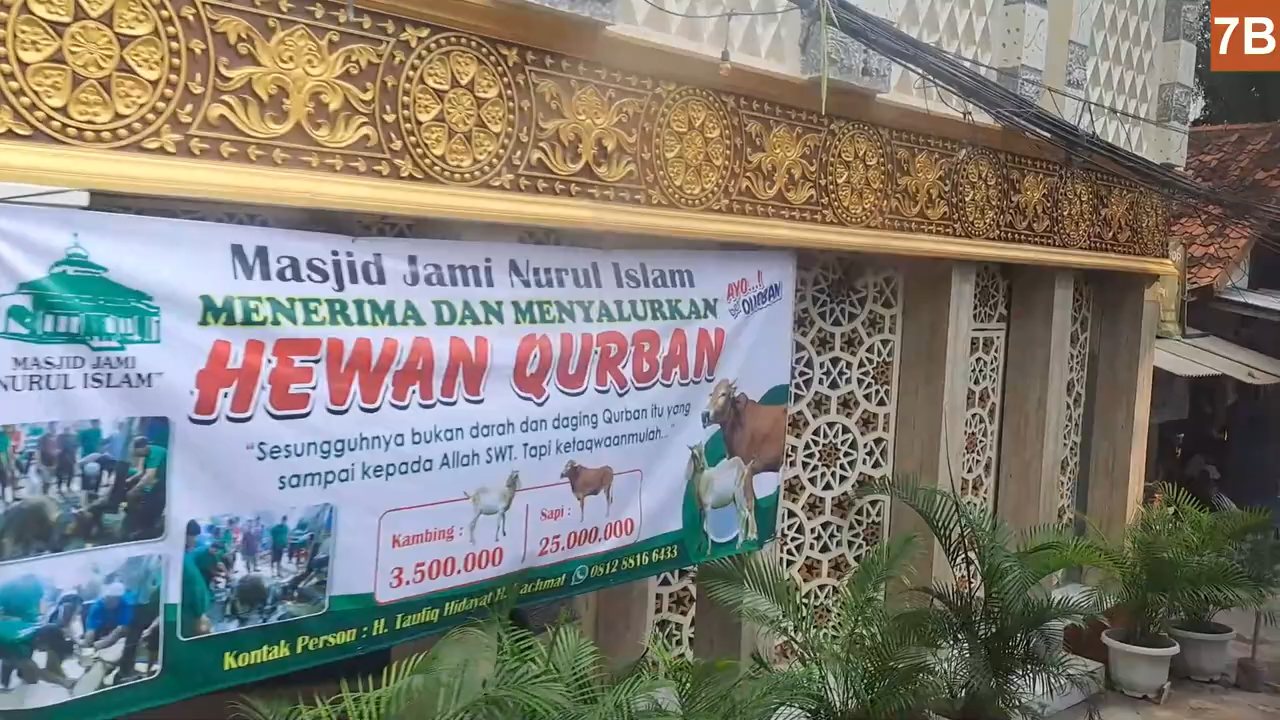 7B
Masjid Jami Nurul Islam
MENERIMA DAN MENYALURKAN
AYO...!!
QURBAN
HEWAN QURBAN
MASJID JAMI
NURUL ISLAM"
"Sesungguhnya bukan darah dan daging Qurban itu yang
sampai kepada Allah SWT. Tapi ketaqwaanmulah..."
Kambing :
3.500.000
Sapi :
25.000.000
Kontak Person : H. Taufiq Hidayat H. Rachmat 0812 8816 6433